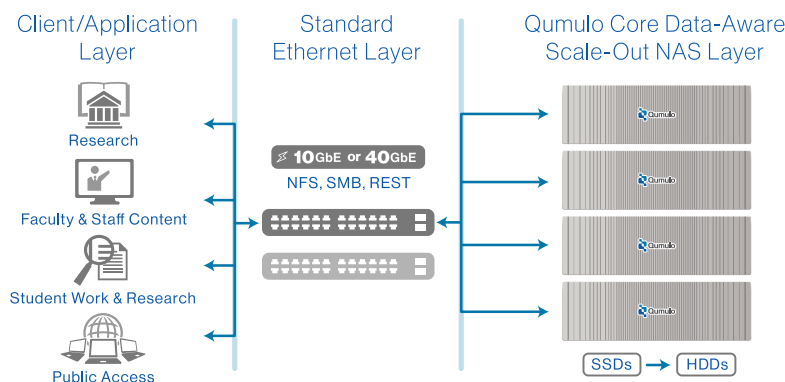 Client/Application
Layer
Research
Faculty & Staff Content
Student Work & Research
Public Access
Standard
Ethernet Layer
10GbE or 40GbE
NFS, SMB, REST
Qumulo Core Data-Aware
Scale-Out NAS Layer
Qumulo
Qumulo
Qumulo
Qumulo
SSDs
HDDs